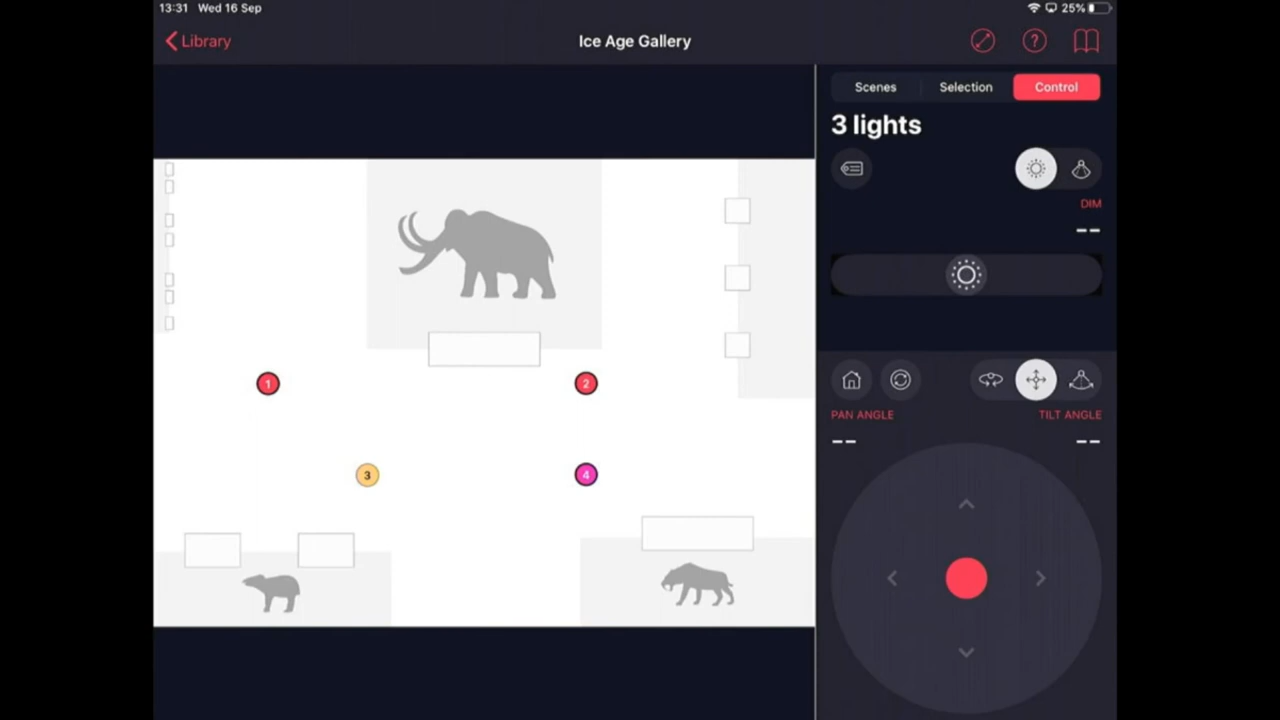 13:31 Wed 16 Sep
25%
Library
Ice Age Gallery
?
Scenes
Selection
Control
3 lights
DIM
--
PAN ANGLE
TILT ANGLE
--
--
1
2
3
4